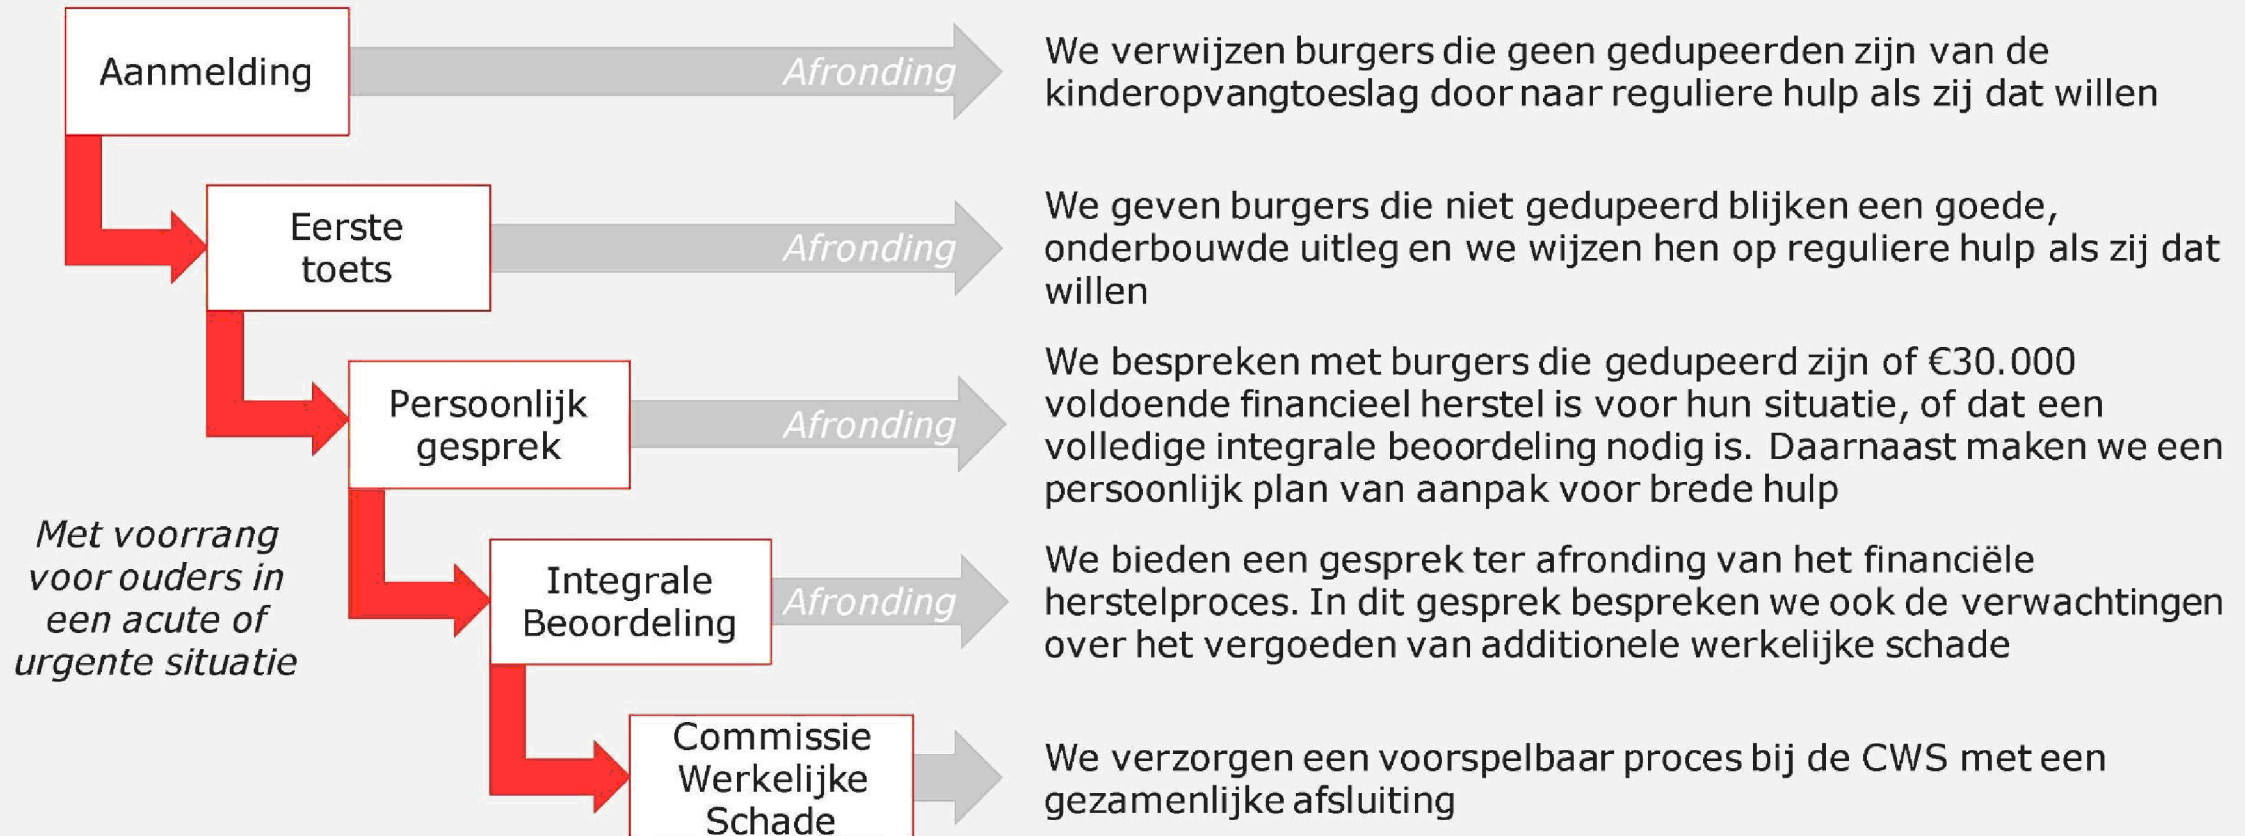 Aanmelding
Afronding
We verwijzen burgers die geen gedupeerden zijn van de
kinderopvangtoeslag door naar reguliere hulp als zij dat willen
Eerste
toets
Afronding
We geven burgers die niet gedupeerd blijken een goede,
onderbouwde uitleg en we wijzen hen op reguliere hulp als zij dat
willen
Persoonlijk
gesprek
Afronding
We bespreken met burgers die gedupeerd zijn of €30.000
voldoende financieel herstel is voor hun situatie, of dat een
volledige integrale beoordeling nodig is. Daarnaast maken we een
persoonlijk plan van aanpak voor brede hulp
Met voorrang
voor ouders in
een acute of
urgente situatie
Integrale
Beoordeling
Afronding
We bieden een gesprek ter afronding van het financiële
herstelproces. In dit gesprek bespreken we ook de verwachtingen
over het vergoeden van additionele werkelijke schade
Commissie
Werkelijke
Schade
We verzorgen een voorspelbaar proces bij de CWS met een
gezamenlijke afsluiting